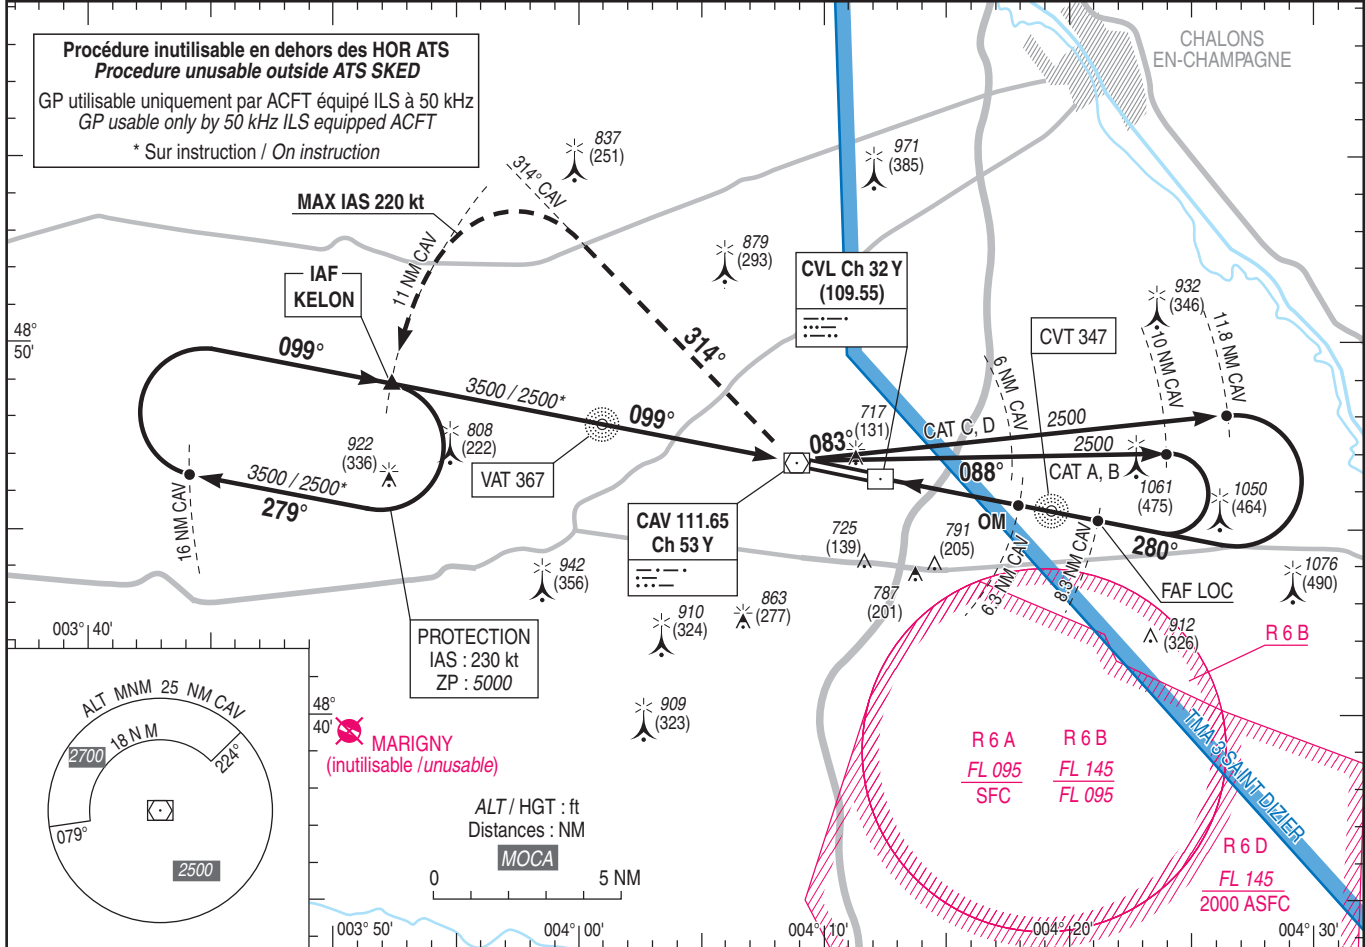 Procédure inutilisable en dehors des HOR ATS
Procedure unusable outside ATS SKED
GP utilisable uniquement par ACFT équipé ILS à 50 kHz
GP usable only by 50 kHz ILS equipped ACFT
* Sur instruction / On instruction
CHALONS
EN-CHAMPAGNE
837
(251)
971
(385)
314° CAV
MAX IAS 220 kt
11 NM CAV
879
(293)
IAF
KELON
CVL Ch 32 Y
(109.55)
932
(346)
11.8 NM CAV
10 NM CAV
CVT 347
48°
50'
099°
314°
6 NM CAV
3500 / 2500*
099°
717
(131)
083°
CAT C, D
2500
2500
088°
CAT A, B
808
(222)
922
(336)
VAT 367
3500 / 2500*
279°
16 NM CAV
1061
(475)
1050
(464)
CAV 111.65
Ch 53 Y
OM
725
(139)
791
(205)
280°
942
(356)
787
(201)
6.3 NM CAV
8.3 NM CAV
FAF LOC
1076
(490)
863
(277)
910
(324)
912
(326)
R 6 B
003° 40'
PROTECTION
IAS : 230 kt
ZP : 5000
ALT MNM 25 NM CAV
18 N M
2700
224°
079°
2500
48°
40'
MARIGNY
(inutilisable /unusable)
909
(323)
R 6 A
FL 095
SFC
R 6 B
FL 145
FL 095
TMA 3 SAINT DIZIER
ALT / HGT : ft
Distances : NM
MOCA
0
5 NM
R 6 D
FL 145
2000 ASFC
003° 50'
004° 00'
004° 10'
004° 20'
004° 30'